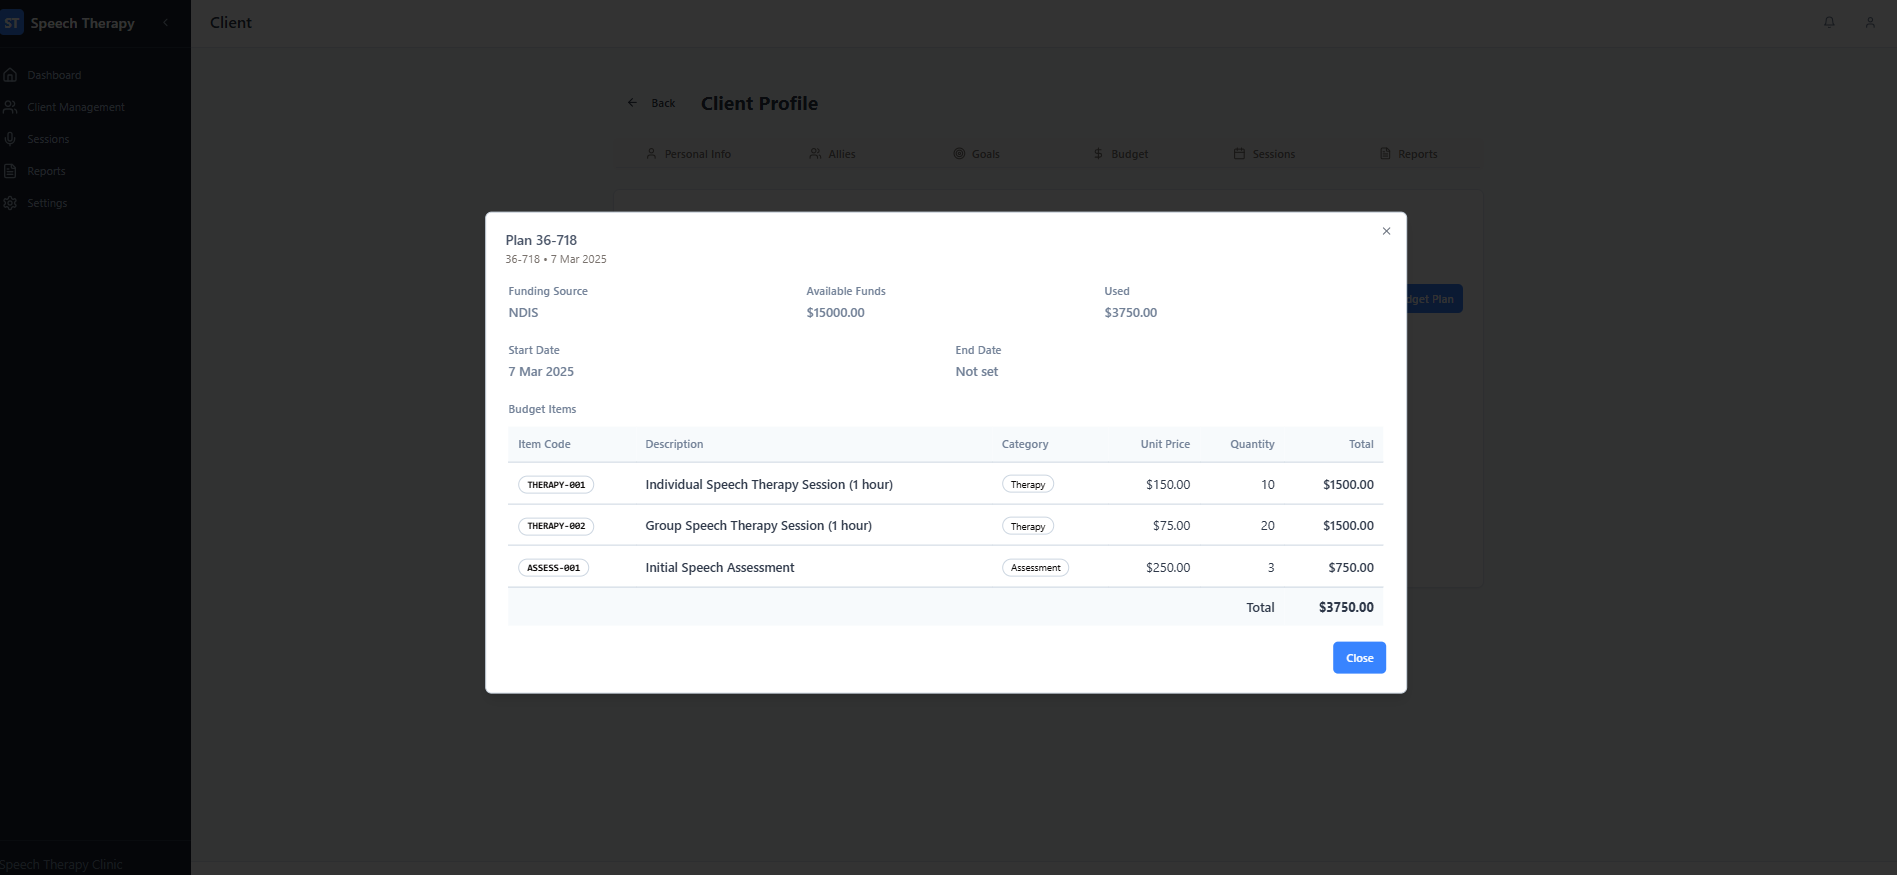 ST Speech Therapy
Client
Dashboard
Client Management
Sessions
Reports
Settings
Speech Therapy Clinic
Back
Client Profile
Personal Info Allies Goals $ Budget Sessions Reports
dget Plan
Plan 36-718
36-718 • 7 Mar 2025
Funding Source Available Funds Used
NDIS $15000.00 $3750.00
Start Date End Date
7 Mar 2025 Not set
Budget Items
Item Code Description Category Unit Price Quantity Total
THERAPY-001 Individual Speech Therapy Session (1 hour) Therapy $150.00 10 $1500.00
THERAPY-002 Group Speech Therapy Session (1 hour) Therapy $75.00 20 $1500.00
ASSESS-001 Initial Speech Assessment Assessment $250.00 3 $750.00
Total $3750.00
Close